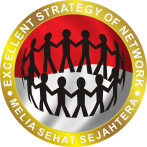 EXCELLENT STRATEGY OF NETWORK
MELIA SEHAT SEJAHTERA